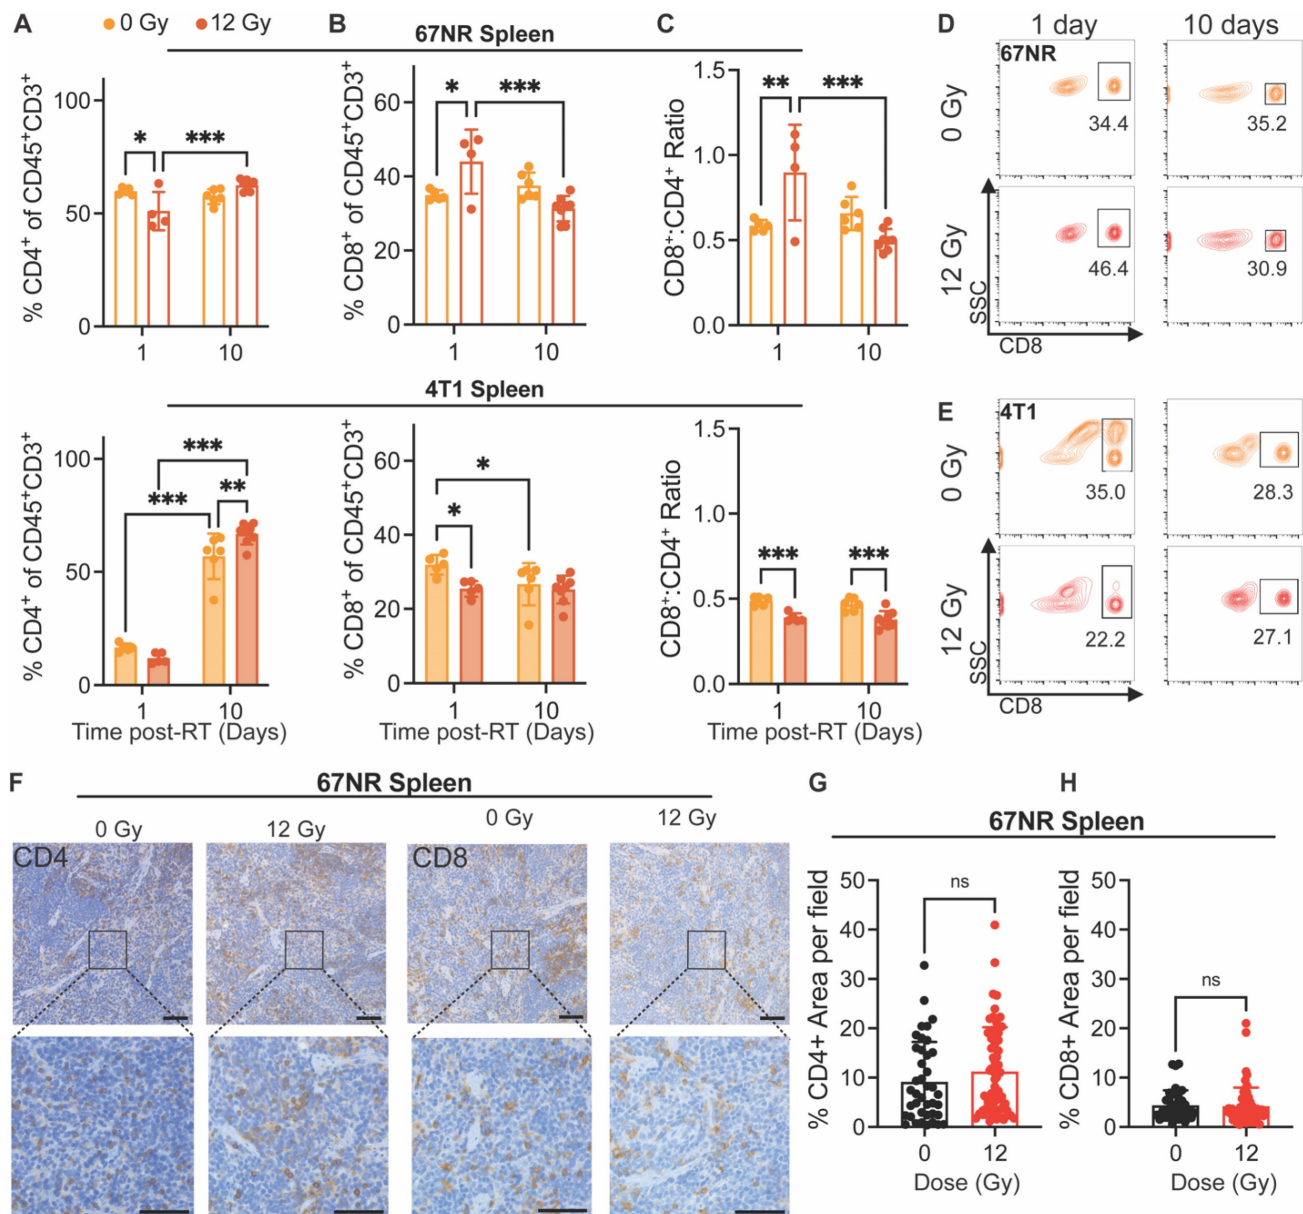 A
0 Gy
12 Gy
B
C
67NR Spleen
% CD4⁺ of CD45⁺CD3⁺
100
50
0
*
***
1
10
% CD8⁺ of CD45⁺CD3⁺
60
40
20
0
*
***
1
10
CD8⁺:CD4⁺ Ratio
1.5
1.0
0.5
0.0
**
***
1
10
D
1 day
10 days
67NR
0 Gy
34.4
35.2
12 Gy
46.4
30.9
SSC
CD8
4T1 Spleen
% CD4⁺ of CD45⁺CD3⁺
100
50
0
***
***
**
1
10
Time post-RT (Days)
% CD8⁺ of CD45⁺CD3⁺
60
40
20
0
*
*
1
10
Time post-RT (Days)
CD8⁺:CD4⁺ Ratio
1.5
1.0
0.5
0.0
***
***
1
10
Time post-RT (Days)
E
4T1
0 Gy
35.0
28.3
12 Gy
22.2
27.1
SSC
CD8
F
67NR Spleen
0 Gy
12 Gy
0 Gy
12 Gy
CD4
CD8
G
H
67NR Spleen
% CD4+ Area per field
50
40
30
20
10
0
ns
0
12
Dose (Gy)
% CD8+ Area per field
50
40
30
20
10
0
ns
0
12
Dose (Gy)